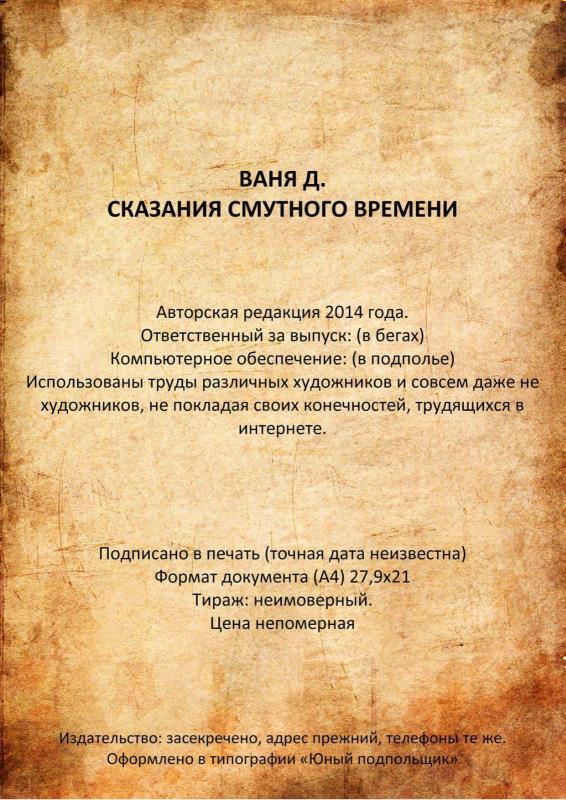 ВАНЯ Д.
СКАЗАНИЯ СМУТНОГО ВРЕМЕНИ
Авторская редакция 2014 года.
Ответственный за выпуск: (в бегах)
Компьютерное обеспечение: (в подполье)
Использованы труды различных художников и совсем даже не
художников, не покладая своих конечностей, трудящихся в
интернете.
Подписано в печать (точная дата неизвестна)
Формат документа (А4) 27,9х21
Тираж: неимоверный.
Цена непомерная
Издательство: засекречено, адрес прежний, телефоны те же.
Оформлено в типографии «Юный подпольщик»